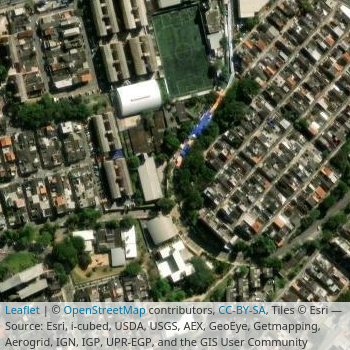 Leaflet | © OpenStreetMap contributors, CC-BY-SA, Tiles © Esri —
Source: Esri, i-cubed, USDA, USGS, AEX, GeoEye, Getmapping,
Aerogrid, IGN, IGP, UPR-EGP, and the GIS User Community